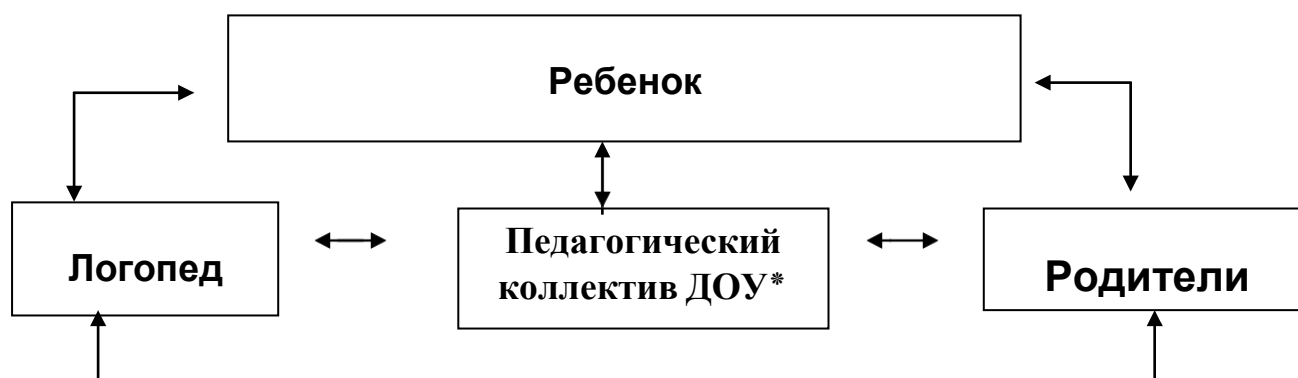 Ребенок
Логопед
Педагогический
коллектив ДОУ*
Родители